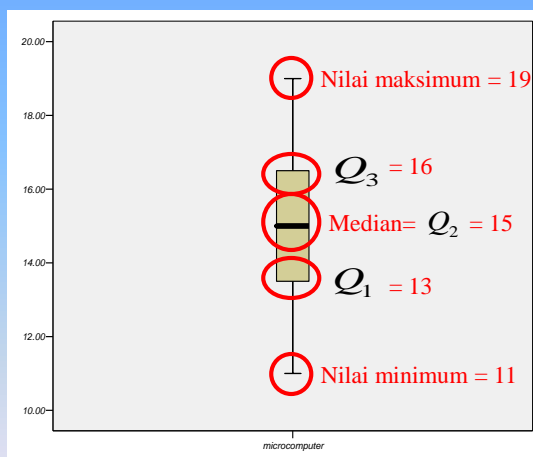 20.00
Nilai maksimum = 19
18.00
Q₃ = 16
16.00
Median= Q₂ = 15
14.00
Q₁ = 13
12.00
Nilai minimum = 11
10.00
microcomputer